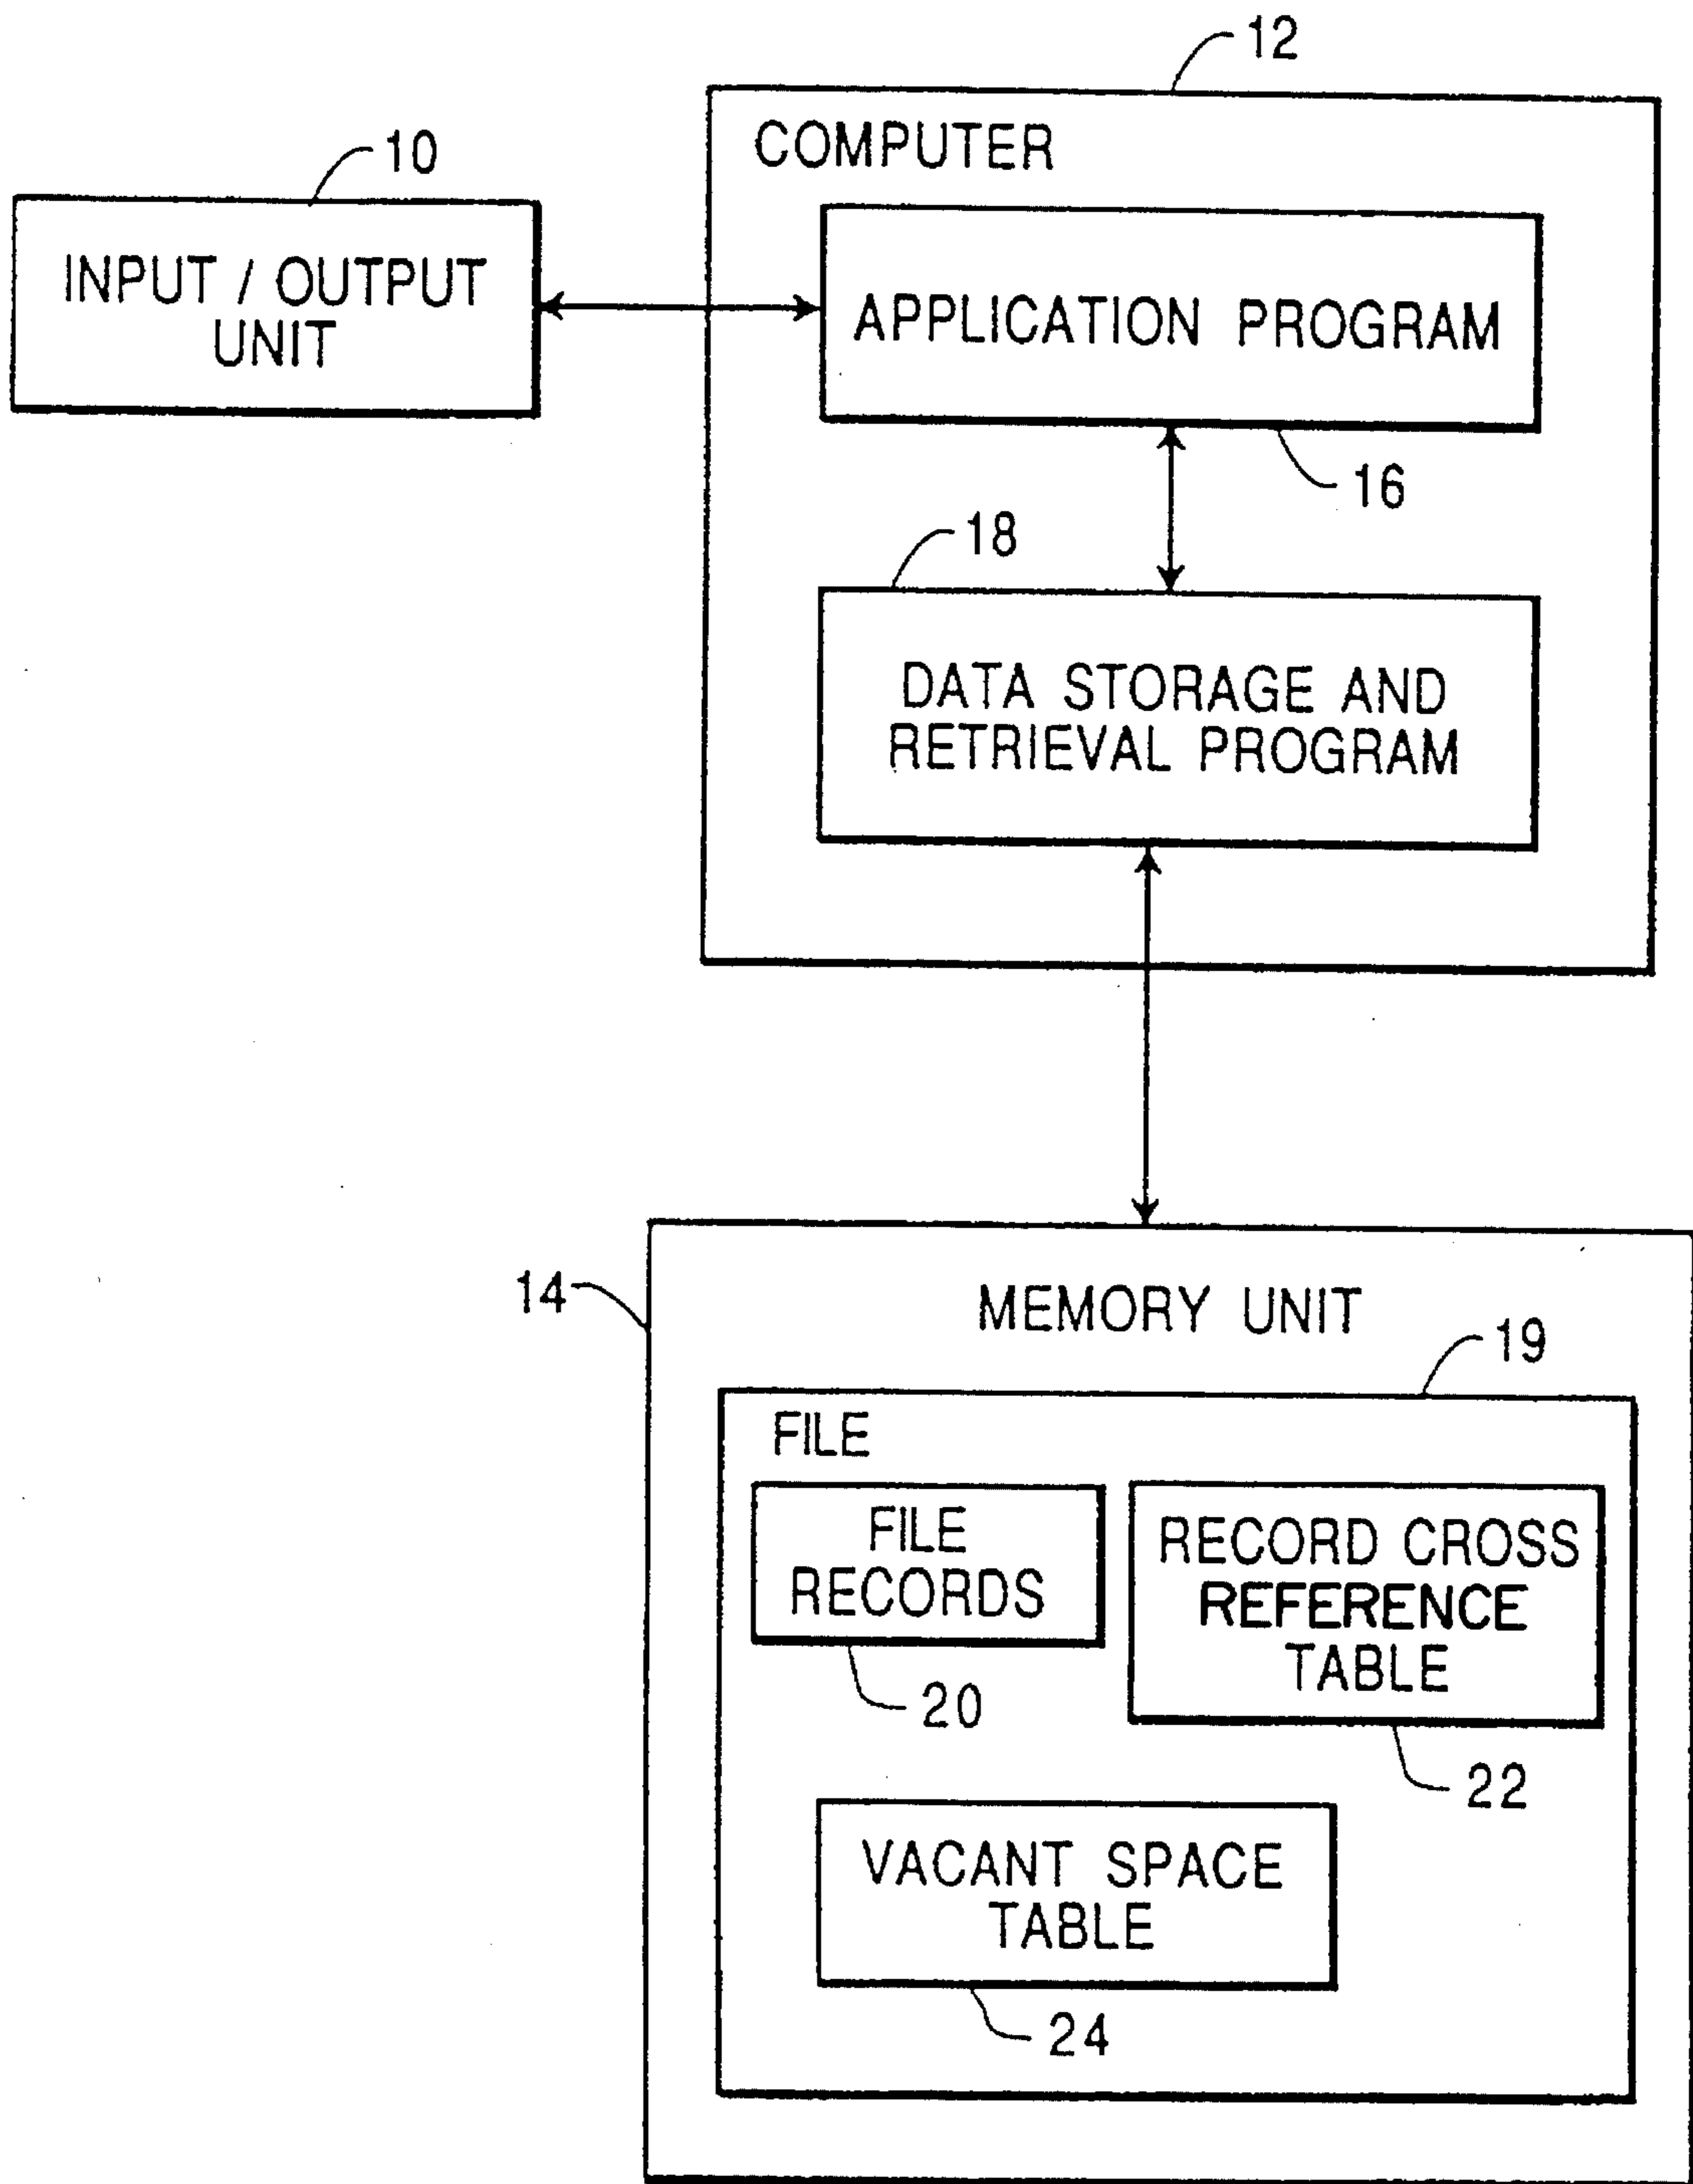 12
COMPUTER
10
INPUT / OUTPUT
UNIT
APPLICATION PROGRAM
16
18
DATA STORAGE AND
RETRIEVAL PROGRAM
14
MEMORY UNIT
19
FILE
FILE
RECORDS
20
RECORD CROSS
REFERENCE
TABLE
22
VACANT SPACE
TABLE
24